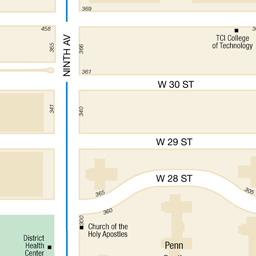 369
458
TCI College
of Technology
365
366
NINTH AV
361
W 30 ST
341
340
W 29 ST
W 28 ST
365
305
360
300
Church of the
Holy Apostles
District
Health
Center
Penn